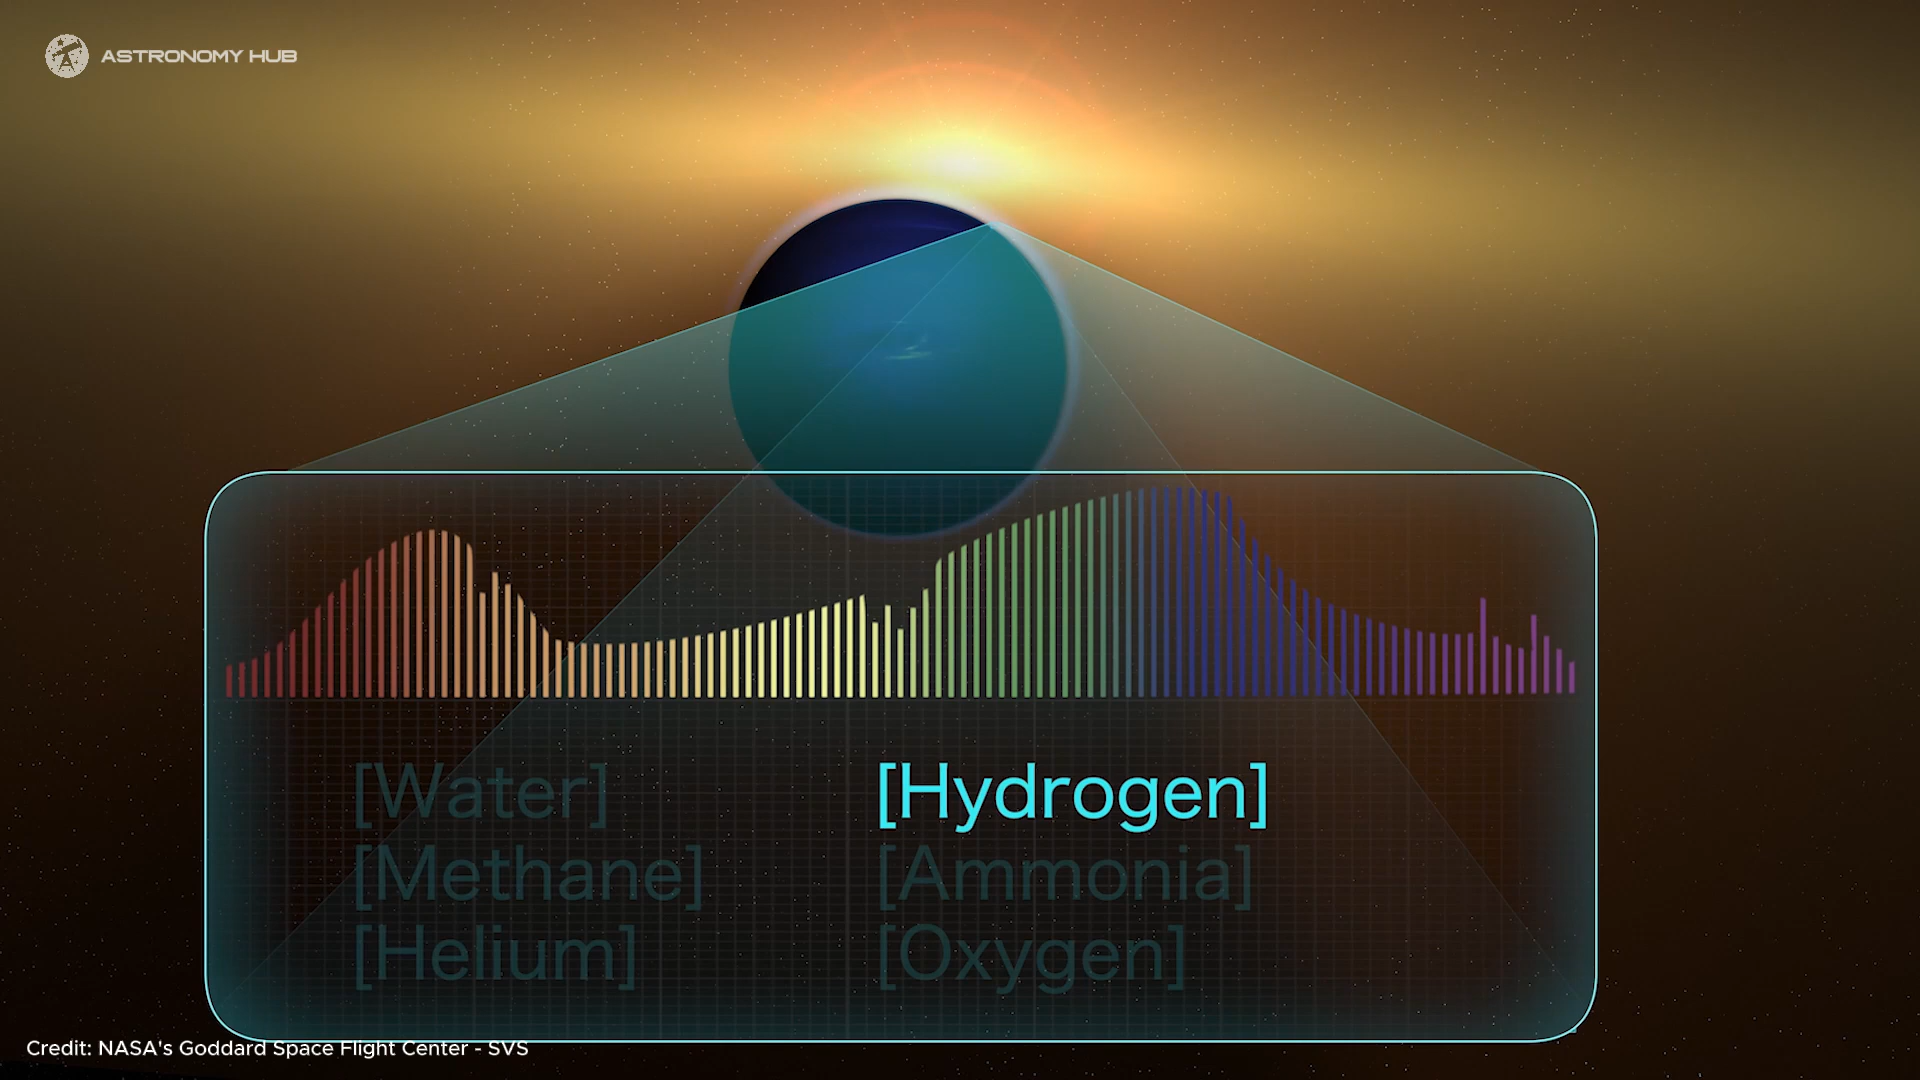 ASTRONOMY HUB
[Water]
[Hydrogen]
[Methane]
[Ammonia]
[Helium]
[Oxygen]
Credit: NASA's Goddard Space Flight Center - SVS